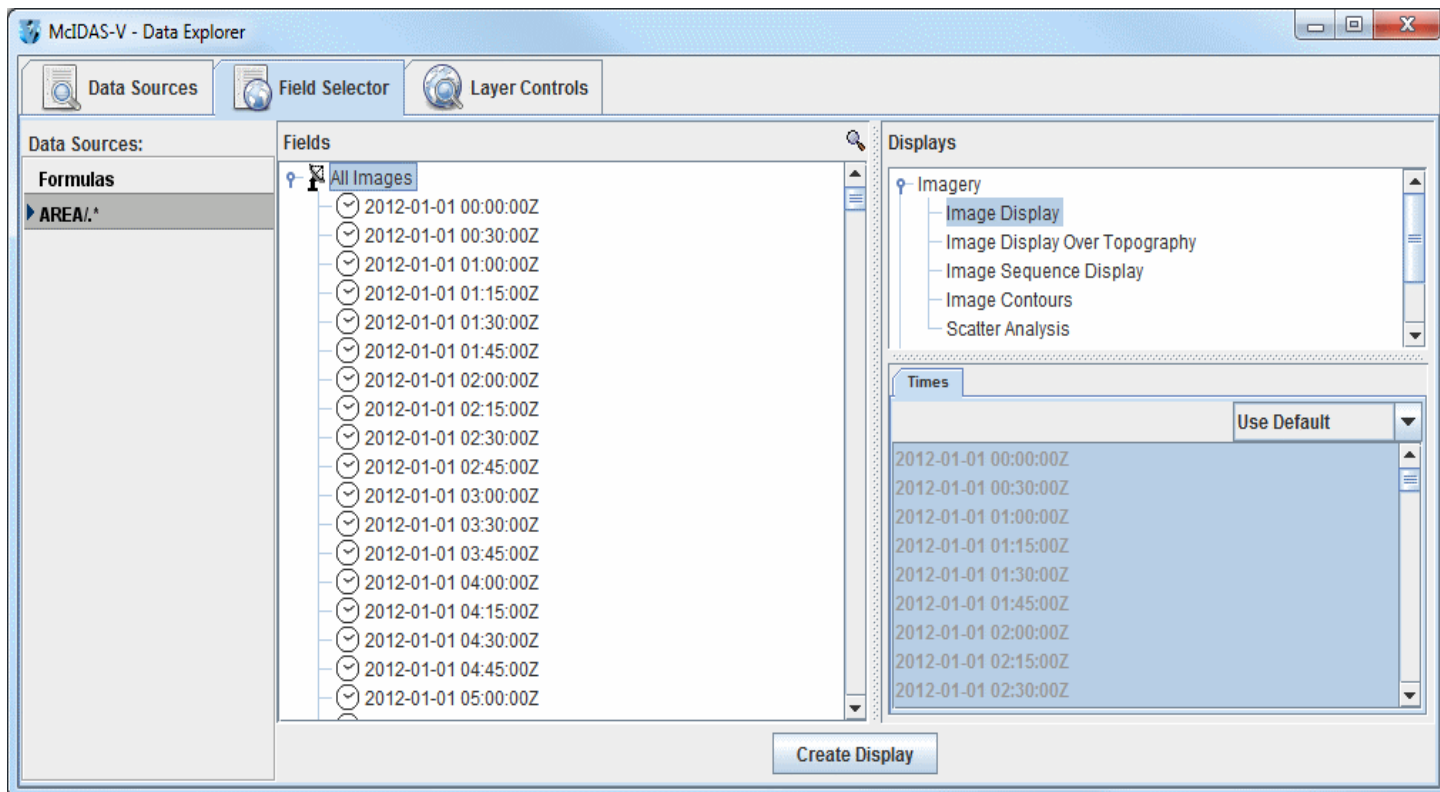 McIDAS-V - Data Explorer
Data Sources
Field Selector
Layer Controls
Data Sources:
Formulas
AREA/.*
Fields
All Images
2012-01-01 00:00:00Z
2012-01-01 00:30:00Z
2012-01-01 01:00:00Z
2012-01-01 01:15:00Z
2012-01-01 01:30:00Z
2012-01-01 01:45:00Z
2012-01-01 02:00:00Z
2012-01-01 02:15:00Z
2012-01-01 02:30:00Z
2012-01-01 02:45:00Z
2012-01-01 03:00:00Z
2012-01-01 03:30:00Z
2012-01-01 03:45:00Z
2012-01-01 04:00:00Z
2012-01-01 04:15:00Z
2012-01-01 04:30:00Z
2012-01-01 04:45:00Z
2012-01-01 05:00:00Z
Displays
Imagery
Image Display
Image Display Over Topography
Image Sequence Display
Image Contours
Scatter Analysis
Times
Use Default
2012-01-01 00:00:00Z
2012-01-01 00:30:00Z
2012-01-01 01:00:00Z
2012-01-01 01:15:00Z
2012-01-01 01:30:00Z
2012-01-01 01:45:00Z
2012-01-01 02:00:00Z
2012-01-01 02:15:00Z
2012-01-01 02:30:00Z
Create Display